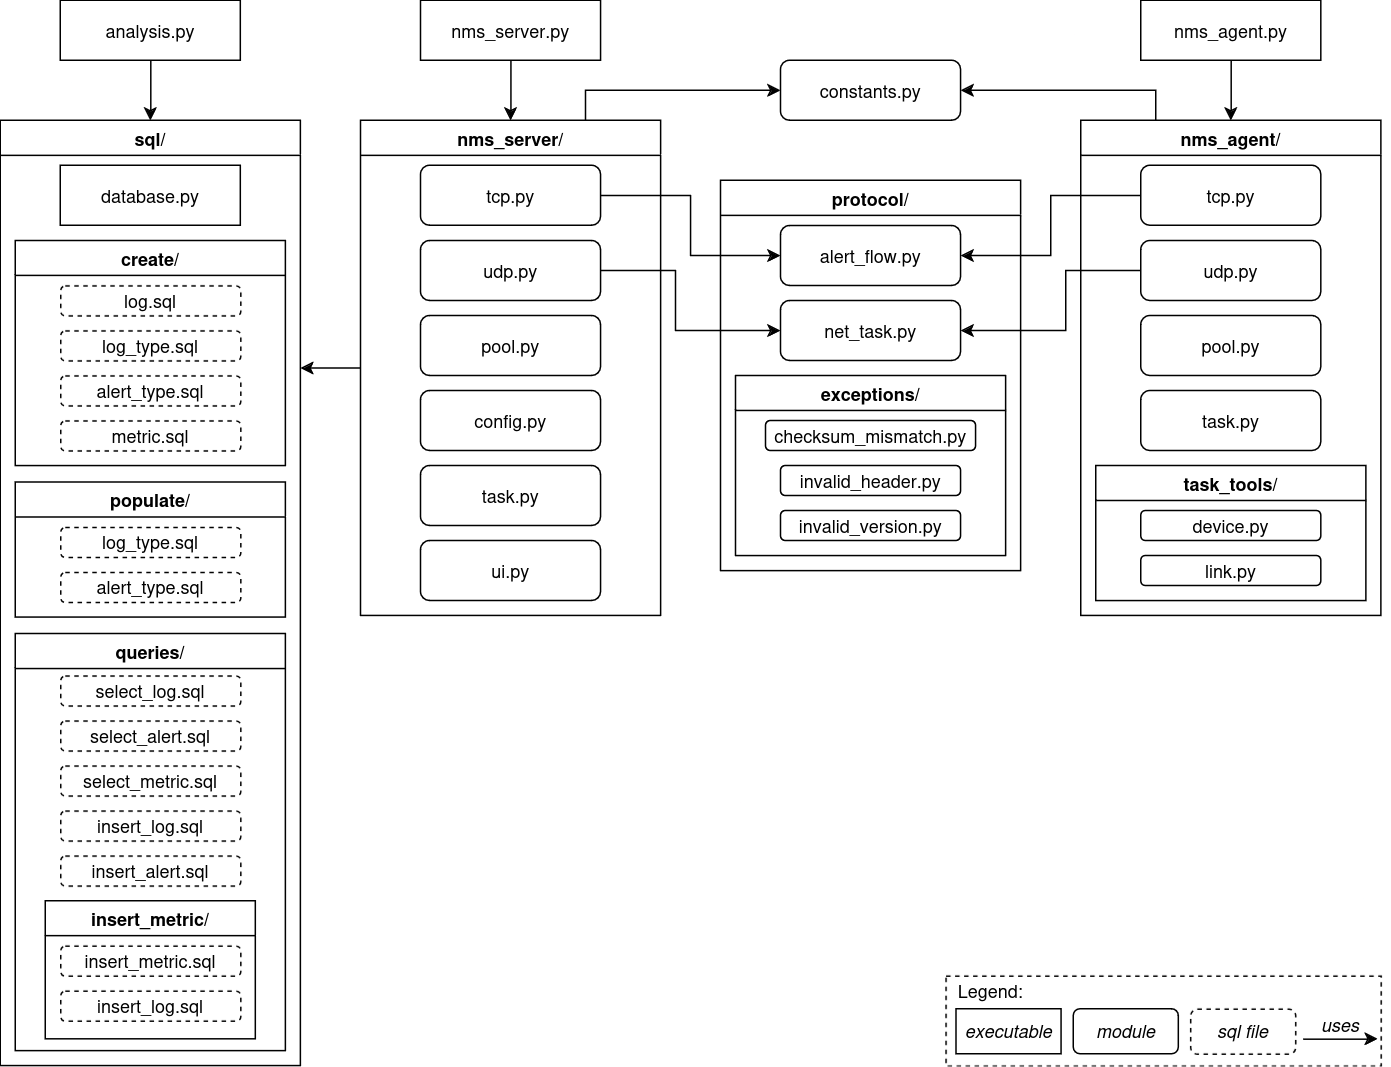 analysis.py
nms_server.py
nms_agent.py
constants.py
sql/
database.py
create/
log.sql
log_type.sql
alert_type.sql
metric.sql
populate/
log_type.sql
alert_type.sql
queries/
select_log.sql
select_alert.sql
select_metric.sql
insert_log.sql
insert_alert.sql
insert_metric/
insert_metric.sql
insert_log.sql
nms_server/
tcp.py
udp.py
pool.py
config.py
task.py
ui.py
protocol/
alert_flow.py
net_task.py
exceptions/
checksum_mismatch.py
invalid_header.py
invalid_version.py
nms_agent/
tcp.py
udp.py
pool.py
task.py
task_tools/
device.py
link.py
Legend:
executable
module
sql file
uses